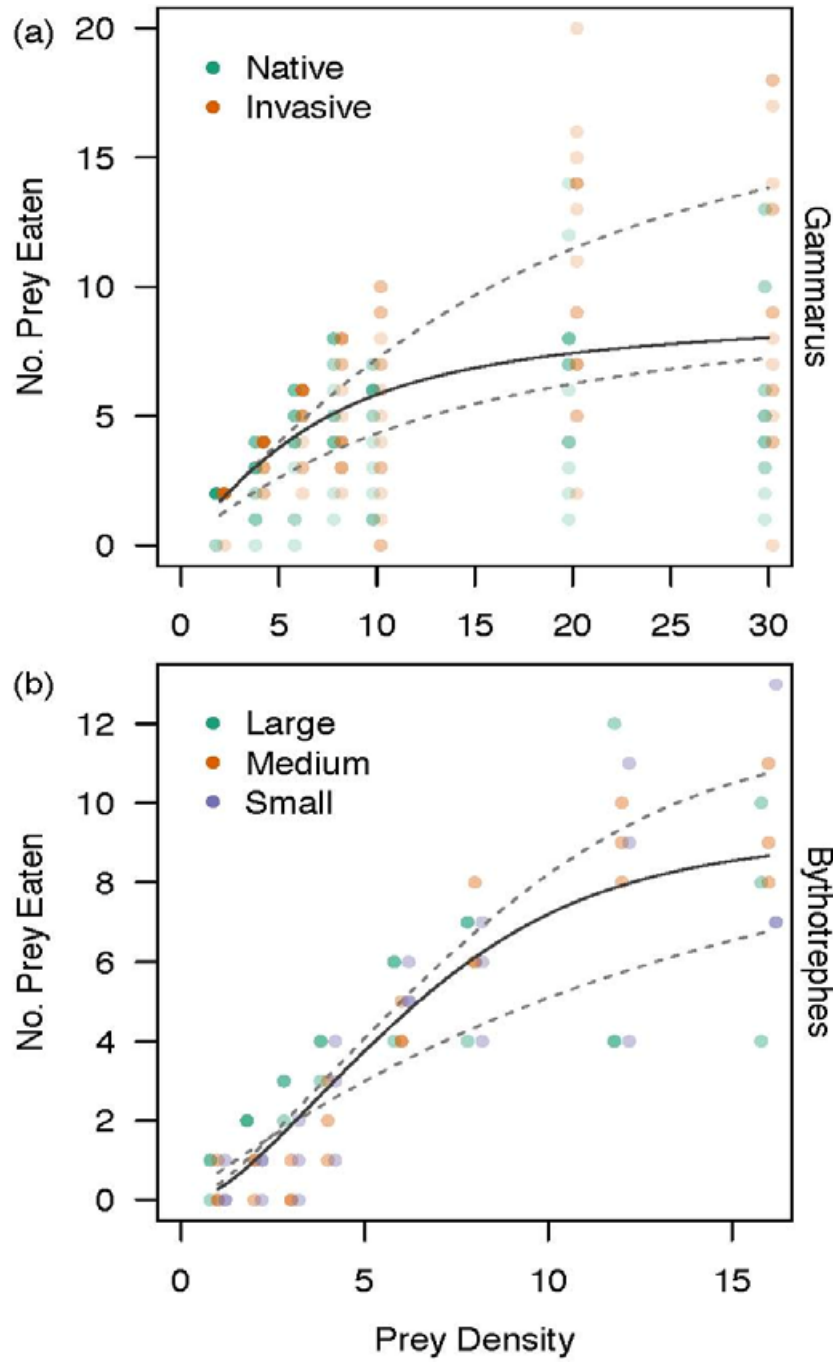 (a)
Native
Invasive
No. Prey Eaten
20
15
10
5
0
0 5 10 15 20 25 30
Gammarus
(b)
Large
Medium
Small
No. Prey Eaten
12
10
8
6
4
2
0
0 5 10 15
Bythotrephes
Prey Density